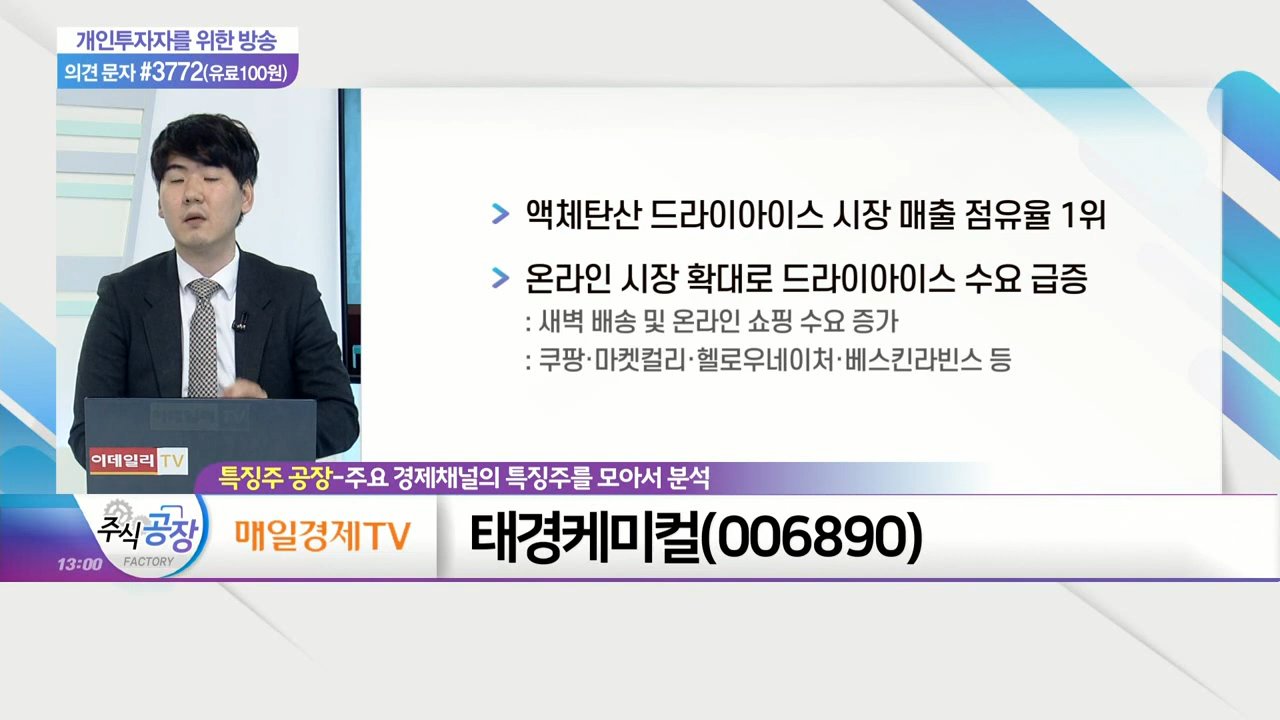 개인투자자를 위한 방송
의견 문자 #3772(유료100원)
> 액체탄산 드라이아이스 시장 매출 점유율 1위
> 온라인 시장 확대로 드라이아이스 수요 급증
: 새벽 배송 및 온라인 쇼핑 수요 증가
: 쿠팡·마켓컬리·헬로우네이처·베스킨라빈스 등
이데일리 TV
특징주 공장-주요 경제채널의 특징주를 모아서 분석
주식공장
FACTORY
13:00
매일경제TV
태경케미컬(006890)